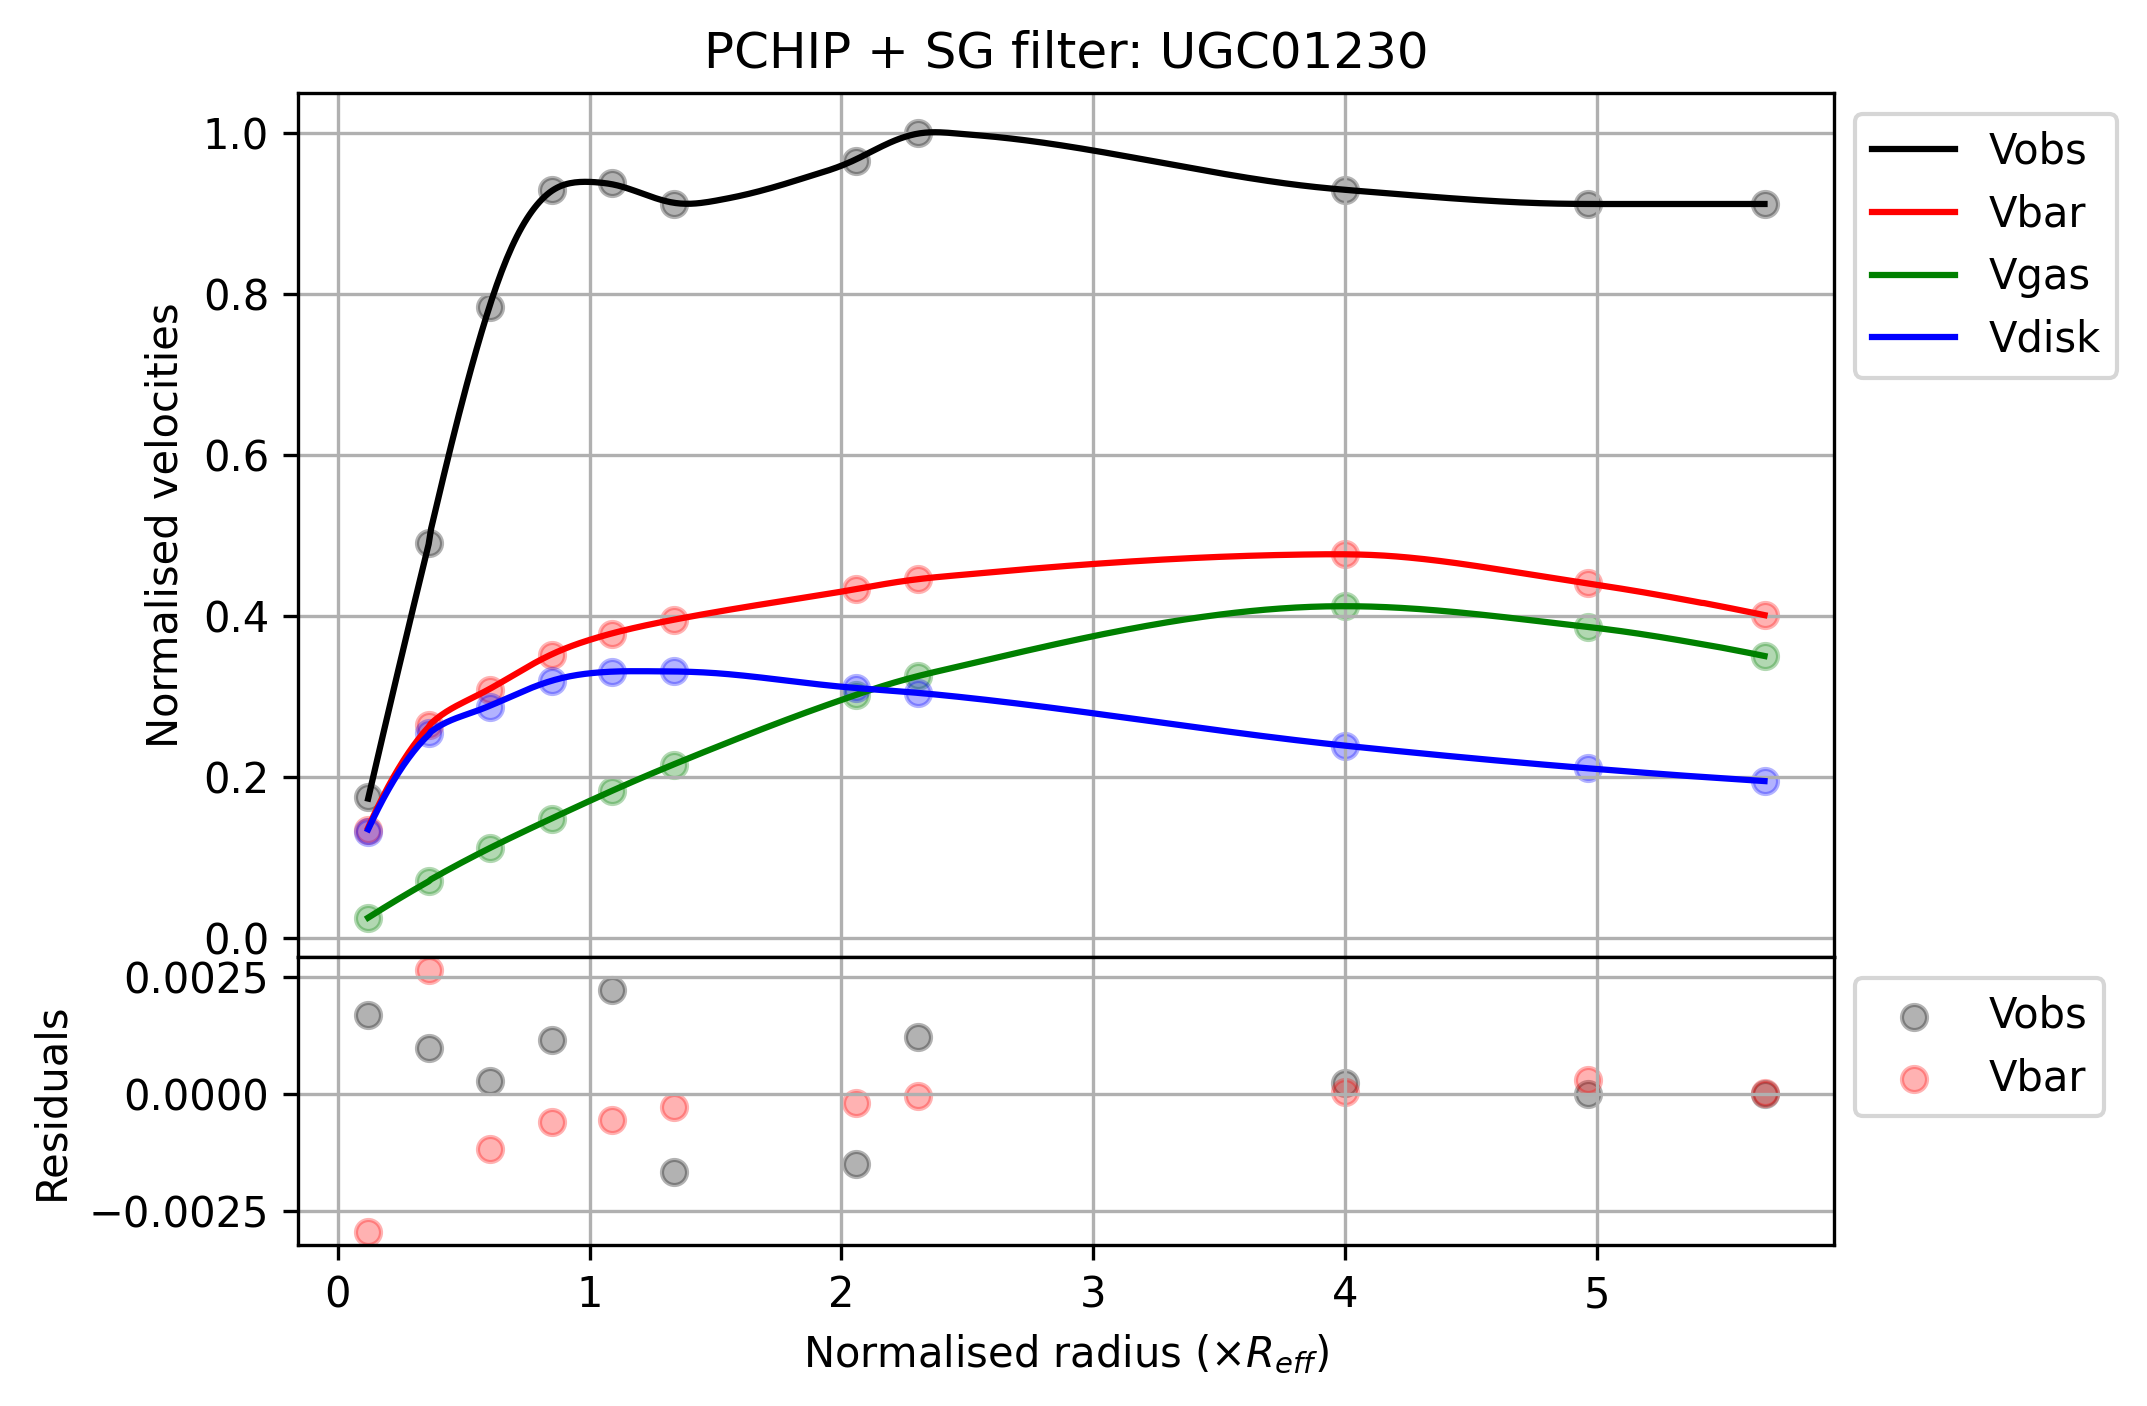 PCHIP + SG filter: UGC01230
Normalised velocities
1.0
0.8
0.6
0.4
0.2
0.0
Vobs
Vbar
Vgas
Vdisk
Residuals
0.0025
0.0000
−0.0025
Vobs
Vbar
0 1 2 3 4 5
Normalised radius (×R_eff)